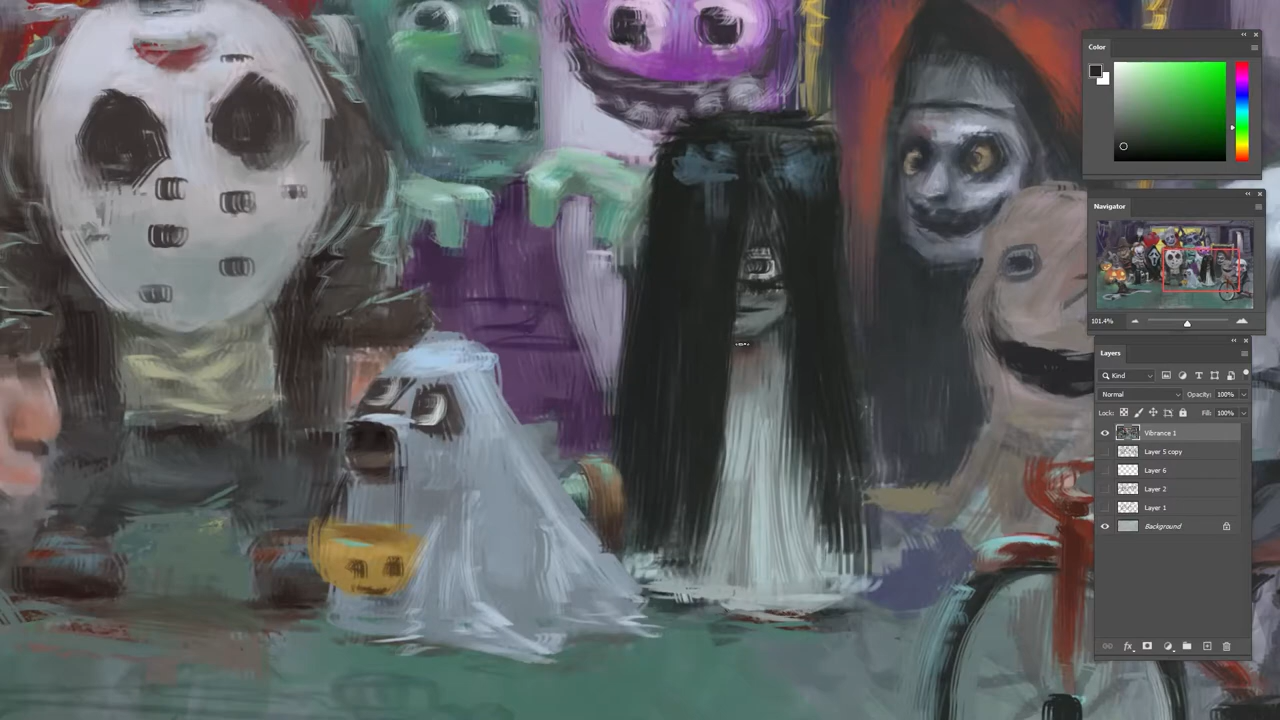 Color
Navigator
101.4%
Layers
Kind
Normal
Opacity: 100%
Lock:
Fill: 100%
Vibrance 1
Layer 5 copy
Layer 6
Layer 2
Layer 1
Background
fx